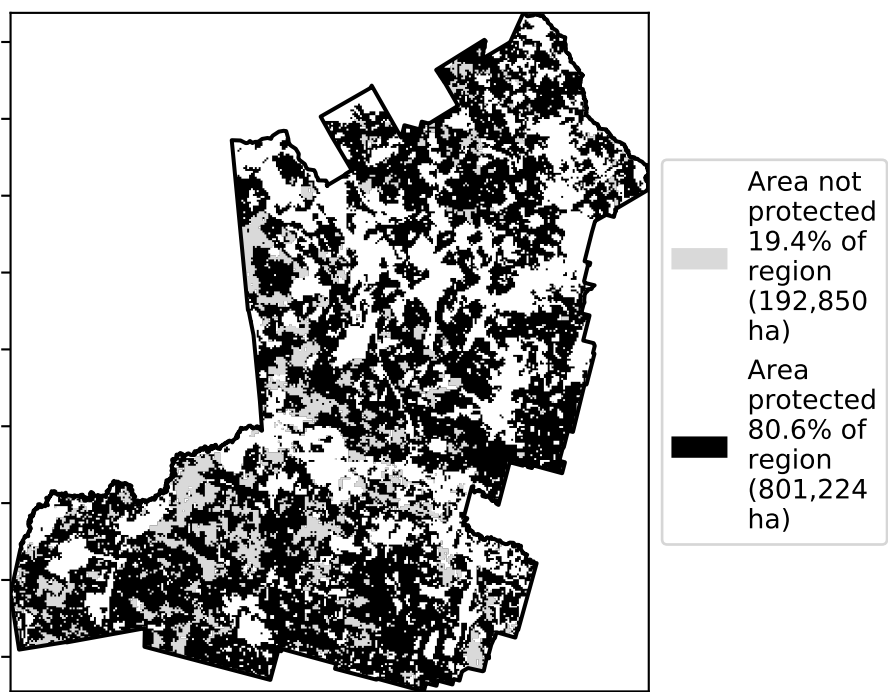 Area not
protected
19.4% of
region
(192,850
ha)
Area
protected
80.6% of
region
(801,224
ha)